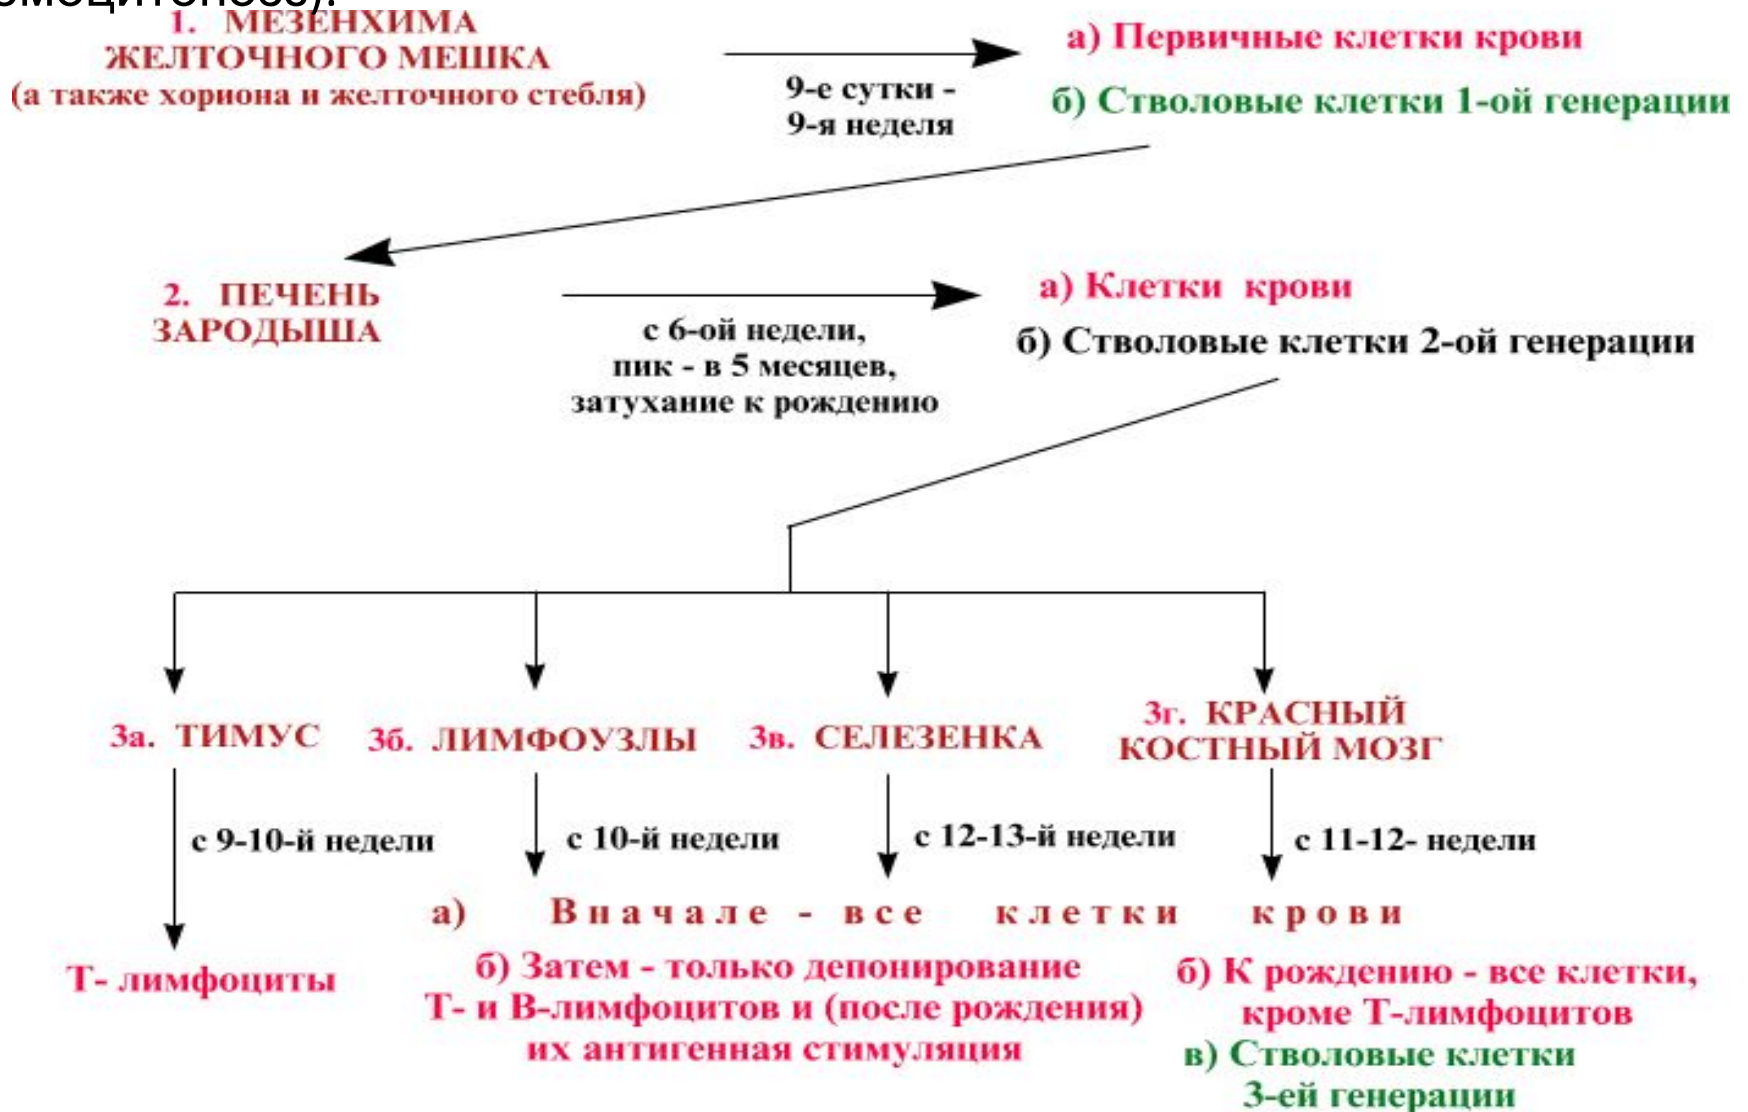 1. МЕЗЕНХИМА
ЖЕЛТОЧНОГО МЕШКА
(а также хориона и желточного стебля)
9-е сутки -
9-я неделя
а) Первичные клетки крови
б) Стволовые клетки 1-ой генерации
2. ПЕЧЕНЬ
ЗАРОДЫША
с 6-ой недели,
пик - в 5 месяцев,
затухание к рождению
а) Клетки крови
б) Стволовые клетки 2-ой генерации
3а. ТИМУС
3б. ЛИМФОУЗЛЫ
3в. СЕЛЕЗЕНКА
3г. КРАСНЫЙ
КОСТНЫЙ МОЗГ
с 9-10-й недели
с 10-й недели
с 12-13-й недели
с 11-12- недели
а) Вначале - все клетки крови
Т- лимфоциты
б) Затем - только депонирование
Т- и В-лимфоцитов и (после рождения)
их антигенная стимуляция
б) К рождению - все клетки,
кроме Т-лимфоцитов
в) Стволовые клетки
3-ей генерации